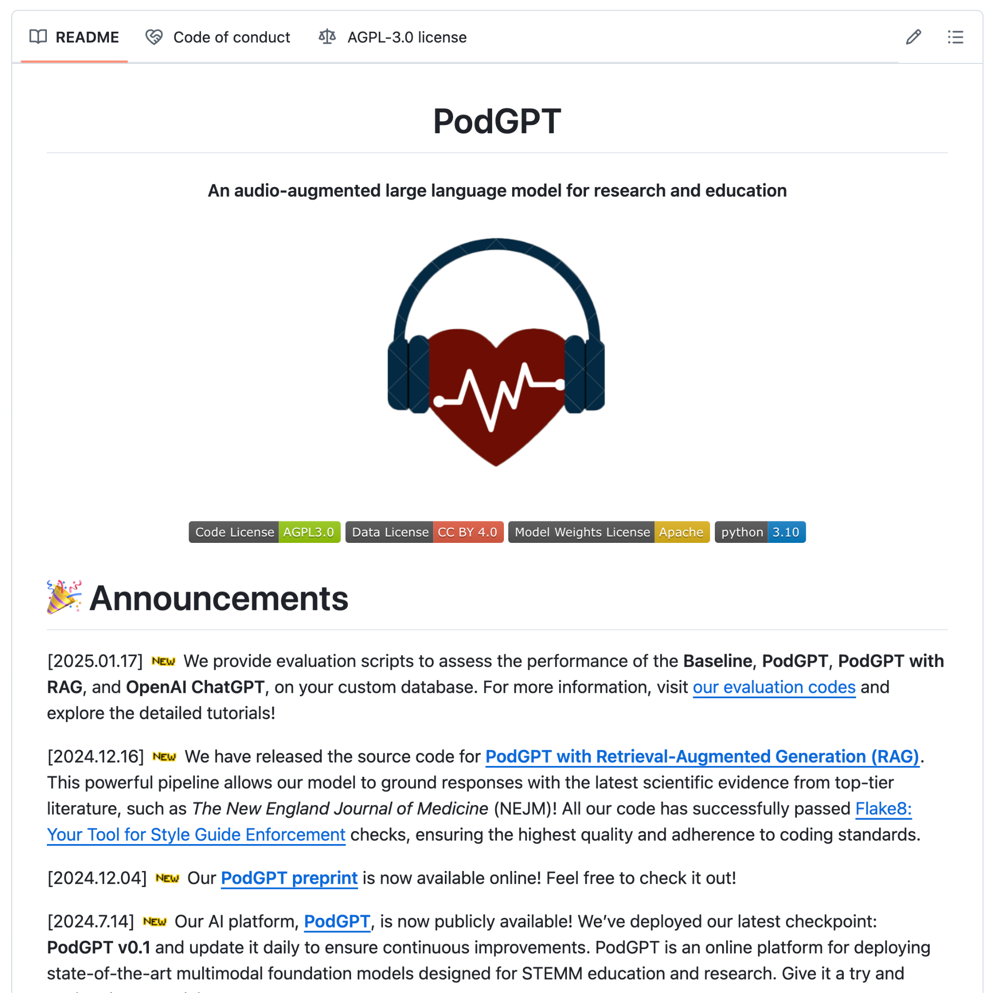 README Code of conduct AGPL-3.0 license
PodGPT
An audio-augmented large language model for research and education
Code License AGPL3.0 Data License CC BY 4.0 Model Weights License Apache python 3.10
🎉 Announcements
[2025.01.17] NEW We provide evaluation scripts to assess the performance of the Baseline, PodGPT, PodGPT with
RAG, and OpenAI ChatGPT, on your custom database. For more information, visit our evaluation codes and
explore the detailed tutorials!
[2024.12.16] NEW We have released the source code for PodGPT with Retrieval-Augmented Generation (RAG).
This powerful pipeline allows our model to ground responses with the latest scientific evidence from top-tier
literature, such as The New England Journal of Medicine (NEJM)! All our code has successfully passed Flake8:
Your Tool for Style Guide Enforcement checks, ensuring the highest quality and adherence to coding standards.
[2024.12.04] NEW Our PodGPT preprint is now available online! Feel free to check it out!
[2024.7.14] NEW Our AI platform, PodGPT, is now publicly available! We’ve deployed our latest checkpoint:
PodGPT v0.1 and update it daily to ensure continuous improvements. PodGPT is an online platform for deploying
state-of-the-art multimodal foundation models designed for STEMM education and research. Give it a try and